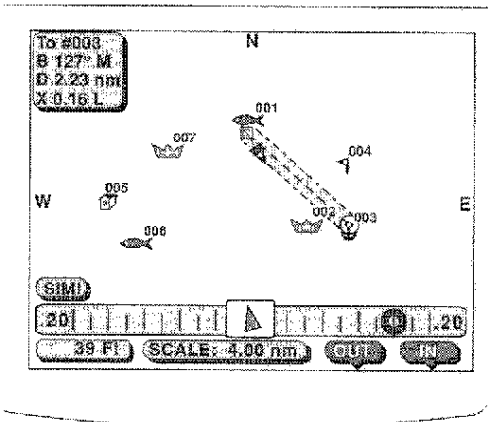 To #003
B 127° M
D 2.23 nm
X 0.16 L
N
001
007
004
W
005
002
003
E
006
SIM!
.20
.20
39 F!
SCALE: 4.00 nm
OUT
IN